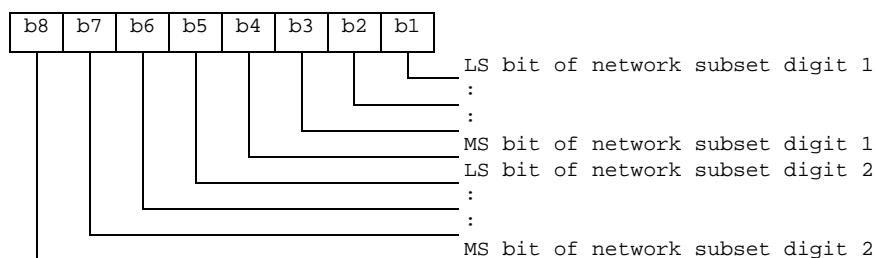 b8 b7 b6 b5 b4 b3 b2 b1
LS bit of network subset digit 1
:
:
MS bit of network subset digit 1
LS bit of network subset digit 2
:
:
MS bit of network subset digit 2